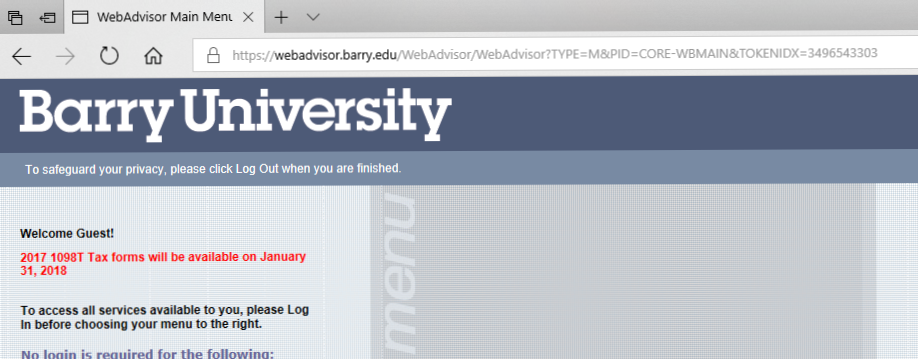 WebAdvisor Main Menu
https://webadvisor.barry.edu/WebAdvisor/WebAdvisor?TYPE=M&PID=CORE-WBMAIN&TOKENIDX=3496543303
Barry University
To safeguard your privacy, please click Log Out when you are finished.
menu
Welcome Guest!
2017 1098T Tax forms will be available on January
31, 2018
To access all services available to you, please Log
In before choosing your menu to the right.
No login is required for the following: